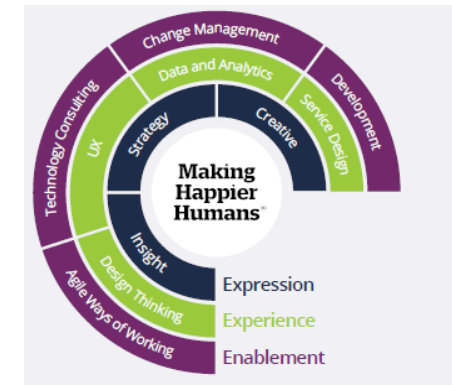 Change Management
Data and Analytics
Development
Service Design
Technology Consulting
UX
Strategy
Creative
Making
Happier
Humans
Insight
Design Thinking
Agile Ways of Working
Expression
Experience
Enablement